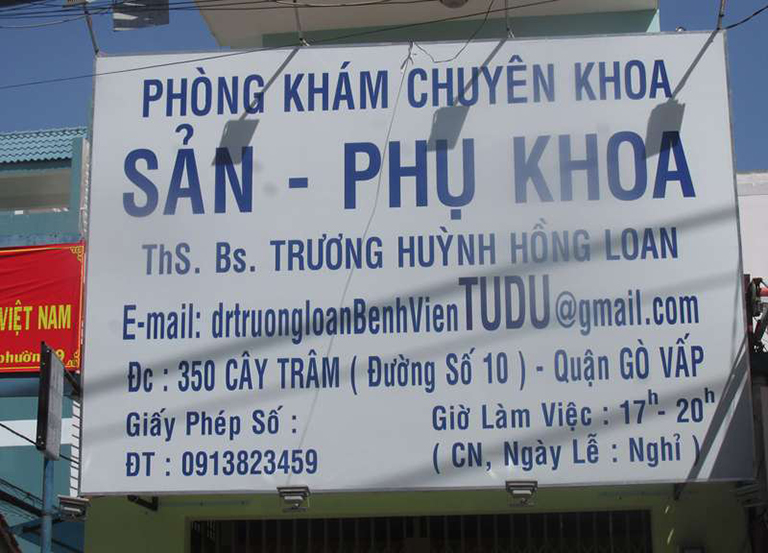 PHÒNG KHÁM CHUYÊN KHOA
SẢN - PHỤ KHOA
ThS. Bs. TRƯƠNG HUỲNH HỒNG LOAN
E-mail: drtruongloanBenhVienTUDU@gmail.com
Đc : 350 CÂY TRÂM ( Đường Số 10 ) - Quận GÒ VẤP
Giấy Phép Số :
Giờ Làm Việc : 17h- 20h
ĐT : 0913823459
( CN, Ngày Lễ : Nghỉ )
VIỆT NAM